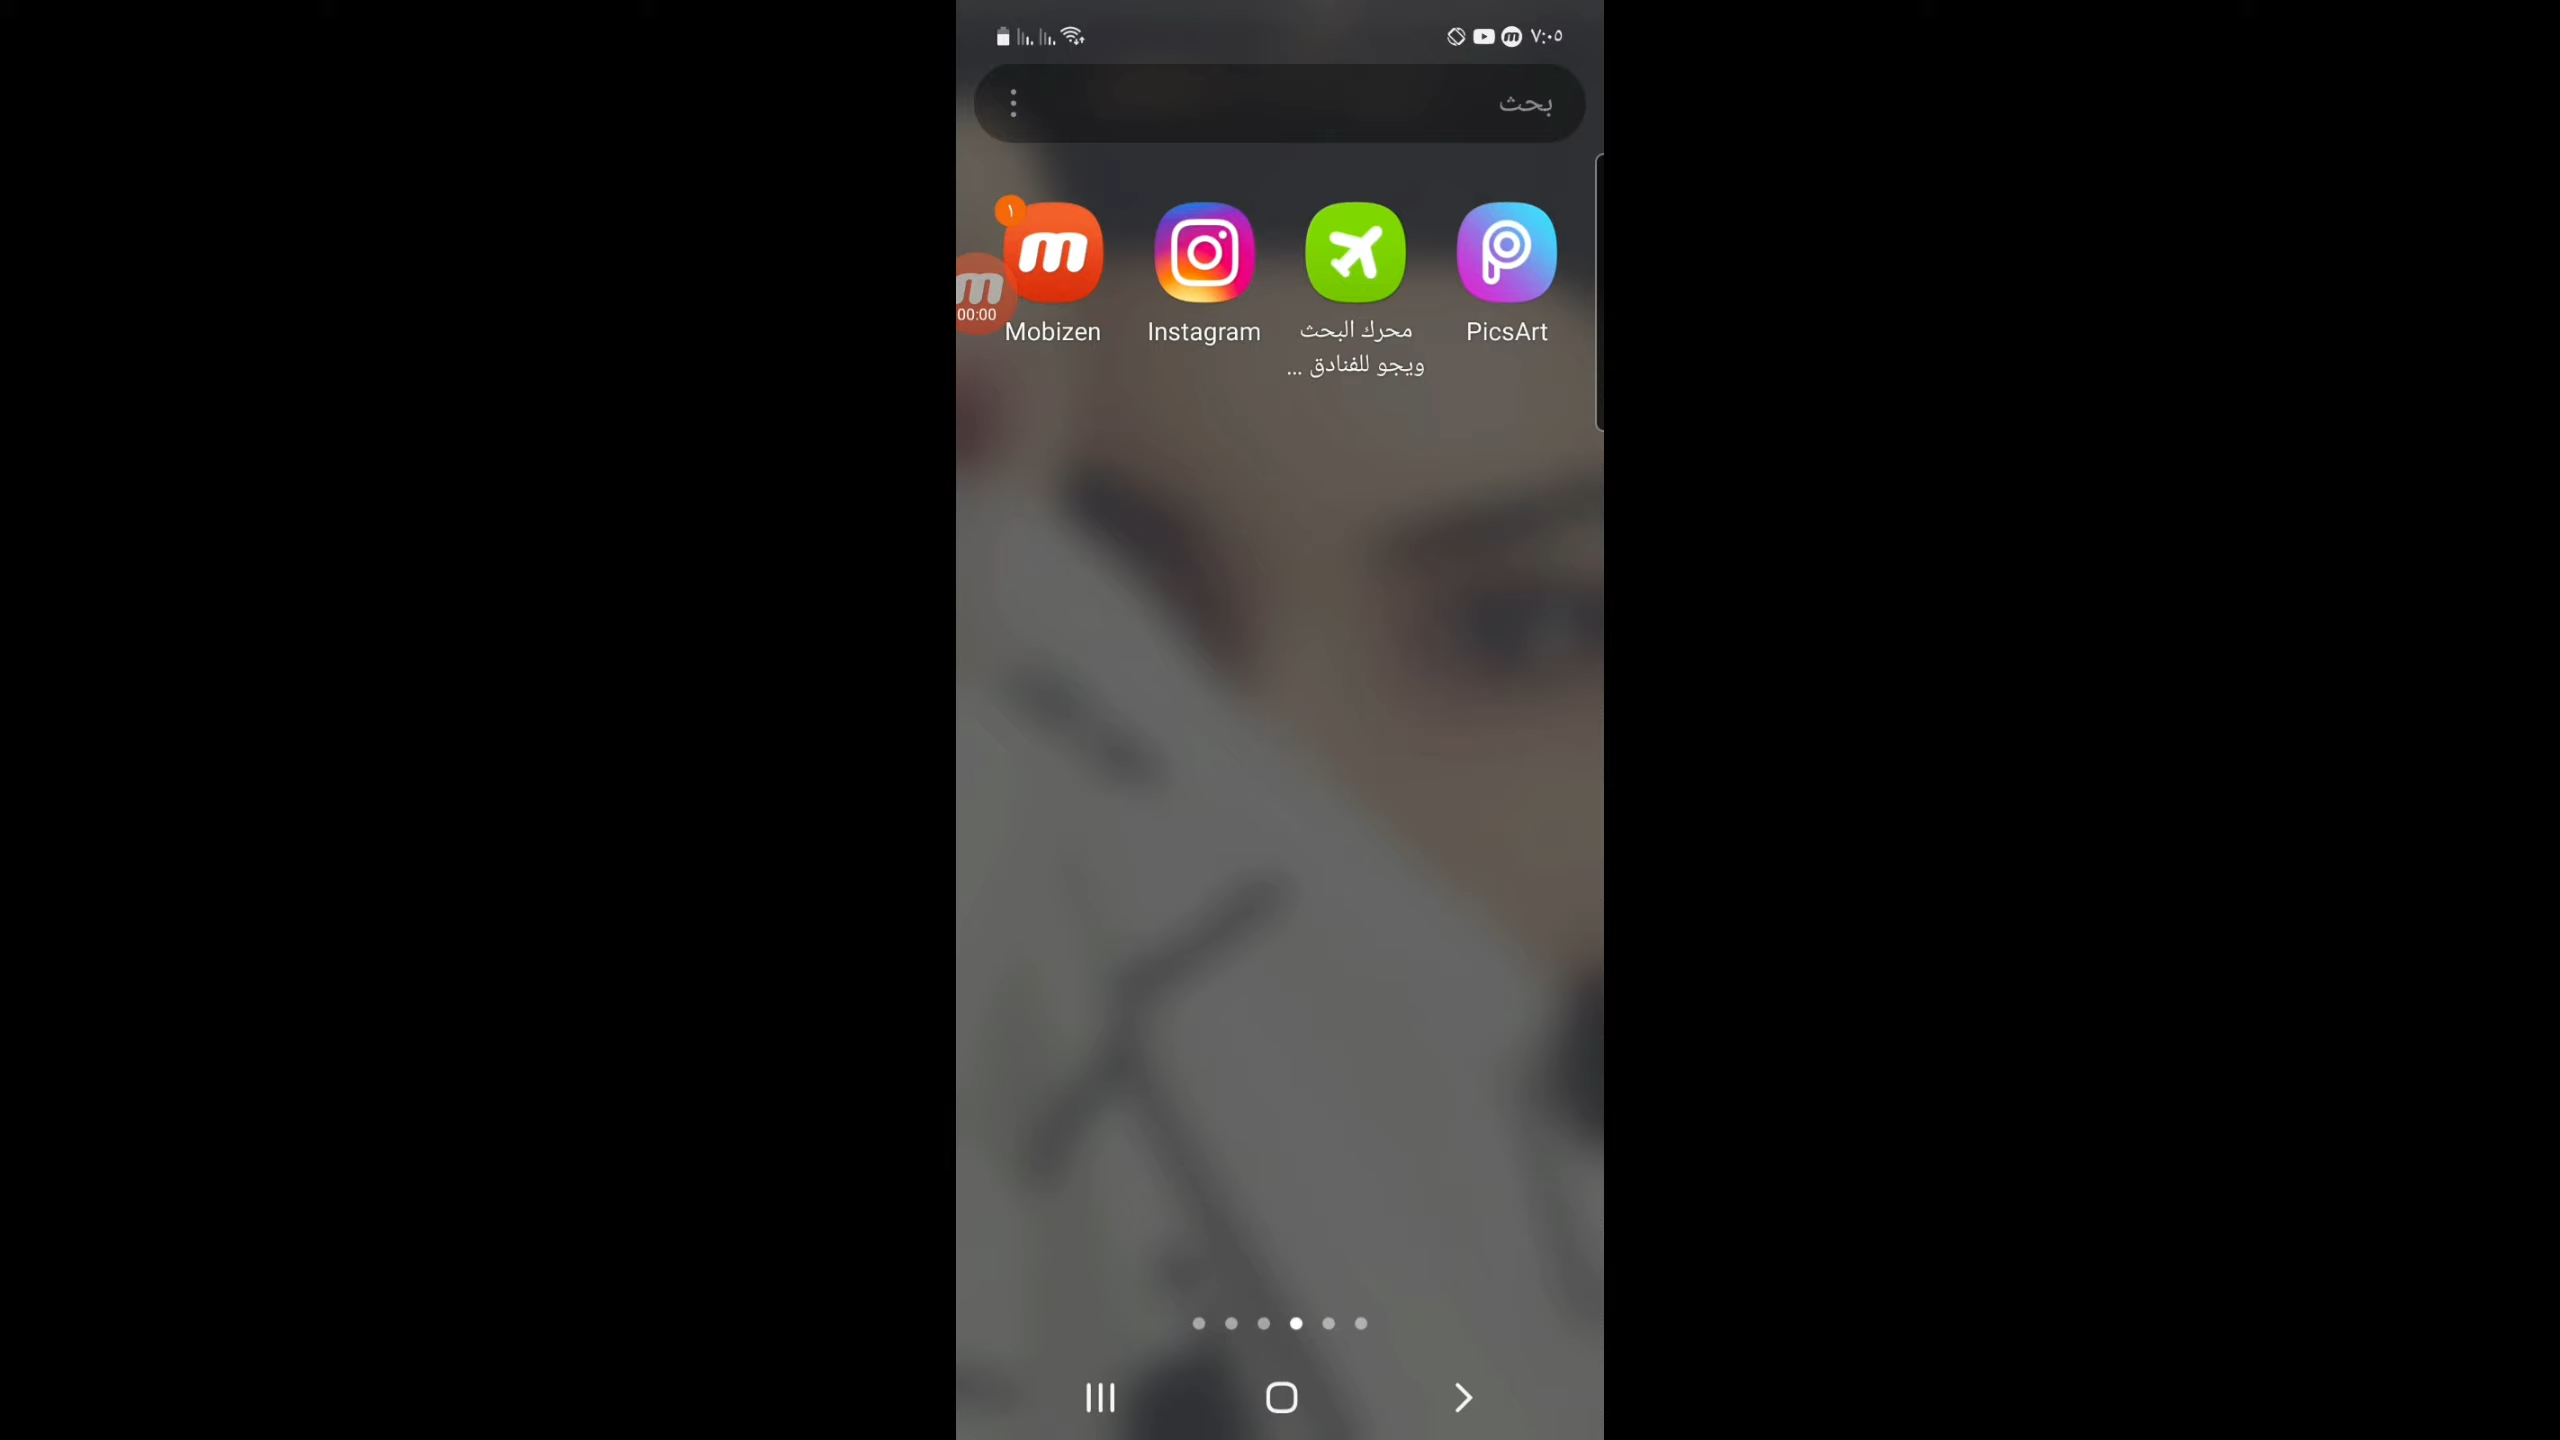 ٧:٠٥
بحث
١
00:00
Mobizen
Instagram
محرك البحث
ويجو للفنادق ...
PicsArt